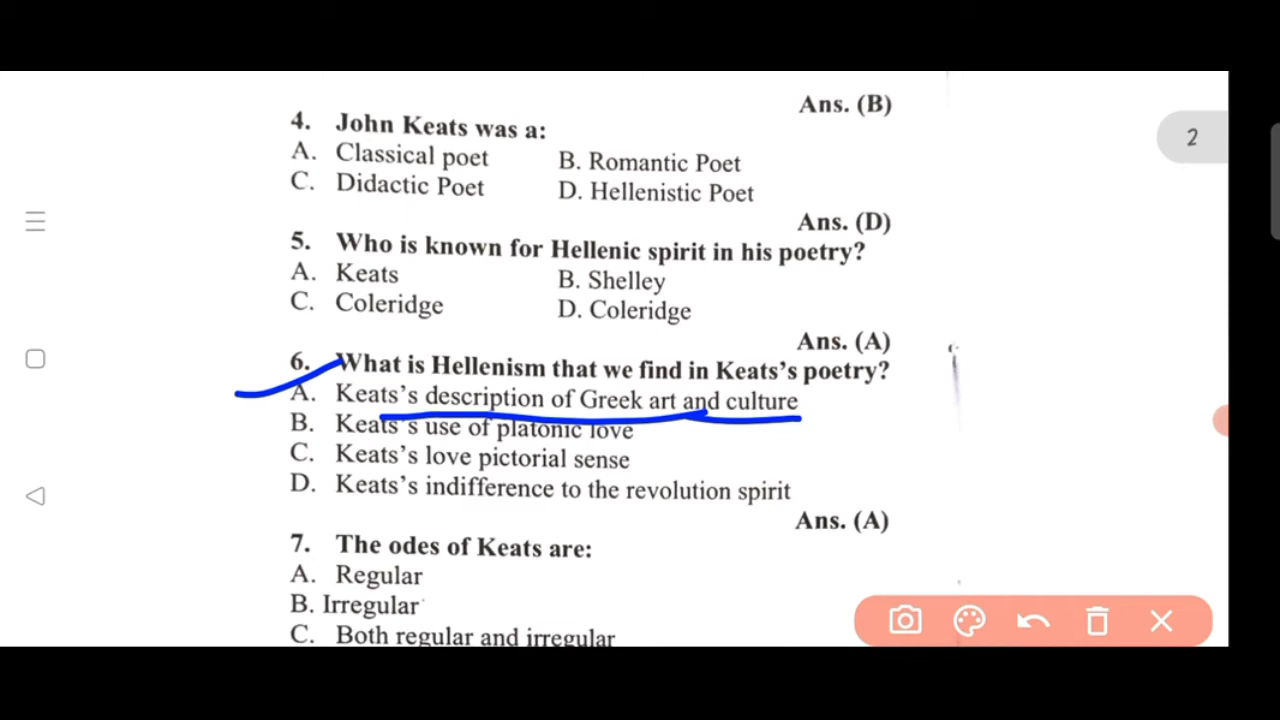 Ans. (B)
4. John Keats was a:
A. Classical poet B. Romantic Poet
C. Didactic Poet D. Hellenistic Poet
Ans. (D)
5. Who is known for Hellenic spirit in his poetry?
A. Keats B. Shelley
C. Coleridge D. Coleridge
Ans. (A)
6. What is Hellenism that we find in Keats's poetry?
A. Keats's description of Greek art and culture
B. Keats's use of platonic love
C. Keats's love pictorial sense
D. Keats's indifference to the revolution spirit
Ans. (A)
7. The odes of Keats are:
A. Regular
B. Irregular
C. Both regular and irregular
2